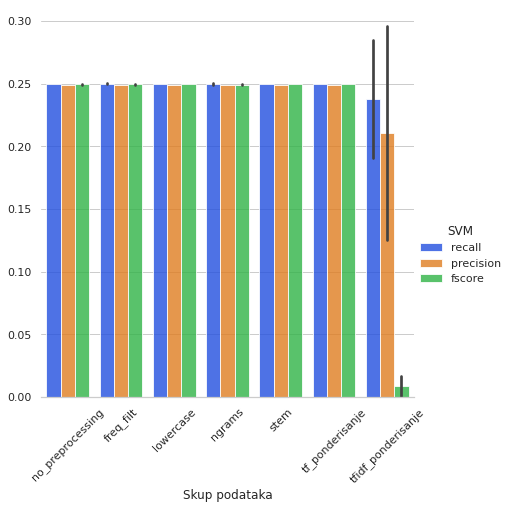 0.30
0.25
0.20
0.15
0.10
0.05
0.00
SVM
recall
precision
fscore
no_preprocessing
freq_filt
lowercase
ngrams
stem
tf_ponderisanje
tfidf_ponderisanje
Skup podataka